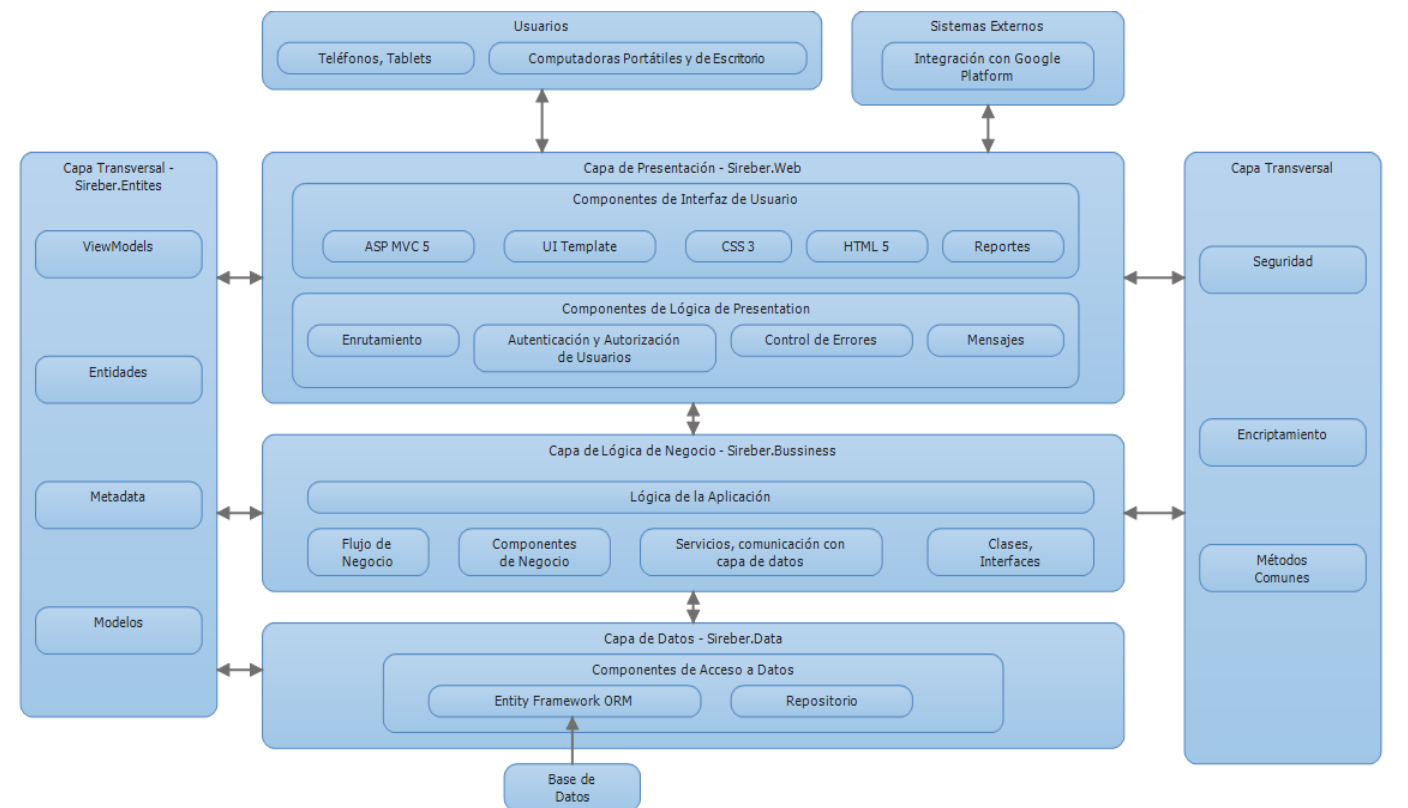 Usuarios
Teléfonos, Tablets
Computadoras Portátiles y de Escritorio
Sistemas Externos
Integración con Google
Platform
Capa Transversal -
Sireber.Entites
ViewModels
Entidades
Metadata
Modelos
Capa de Presentación - Sireber.Web
Componentes de Interfaz de Usuario
ASP MVC 5
UI Template
CSS 3
HTML 5
Reportes
Componentes de Lógica de Presentation
Enrutamiento
Autenticación y Autorización
de Usuarios
Control de Errores
Mensajes
Capa de Lógica de Negocio - Sireber.Bussiness
Lógica de la Aplicación
Flujo de
Negocio
Componentes
de Negocio
Servicios, comunicación con
capa de datos
Clases,
Interfaces
Capa de Datos - Sireber.Data
Componentes de Acceso a Datos
Entity Framework ORM
Repositorio
Base de
Datos
Capa Transversal
Seguridad
Encriptamiento
Métodos
Comunes